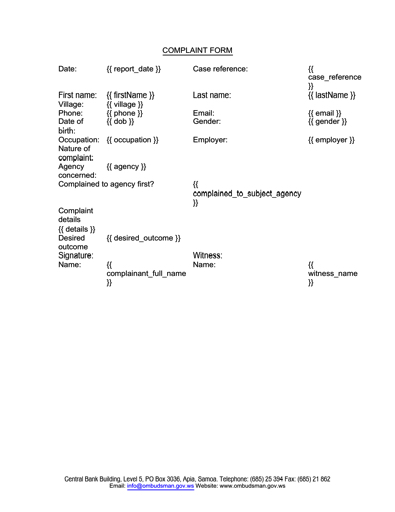 COMPLAINT FORM
Date: {{ report_date }} Case reference: {{
case_reference
}}
First name: {{ firstName }} Last name: {{ lastName }}
Village: {{ village }}
Phone: {{ phone }} Email: {{ email }}
Date of {{ dob }} Gender: {{ gender }}
birth:
Occupation: {{ occupation }} Employer: {{ employer }}
Nature of
complaint:
Agency {{ agency }}
concerned:
Complained to agency first? {{
complained_to_subject_agency
}}
Complaint
details
{{ details }}
Desired {{ desired_outcome }}
outcome
Signature: Witness:
Name: {{ Name: {{
complainant_full_name witness_name
}} }}
Central Bank Building, Level 5, PO Box 3036, Apia, Samoa. Telephone: (685) 25 394 Fax: (685) 21 862
Email: info@ombudsman.gov.ws Website: www.ombudsman.gov.ws